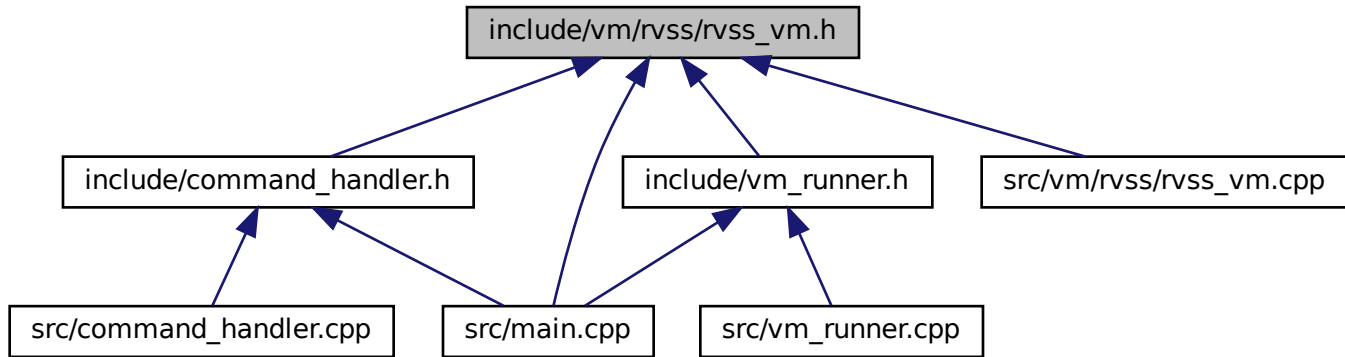 include/vm/rvss/rvss_vm.h
include/command_handler.h
include/vm_runner.h
src/vm/rvss/rvss_vm.cpp
src/command_handler.cpp
src/main.cpp
src/vm_runner.cpp